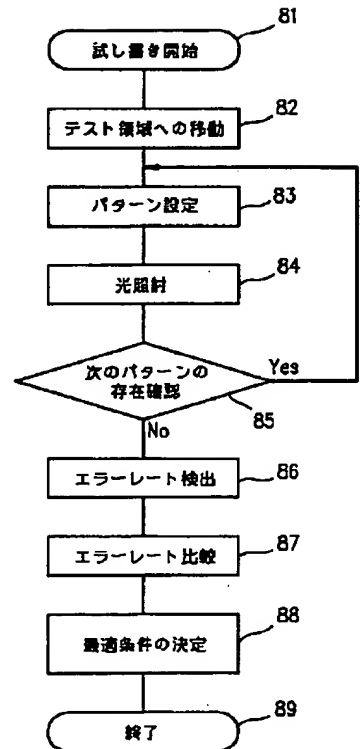 81
試し書き開始
82
テスト領域への移動
83
パターン設定
84
光照射
次のパターンの
存在確認
Yes
85
No
86
エラーレート検出
87
エラーレート比較
88
最適条件の決定
89
終了